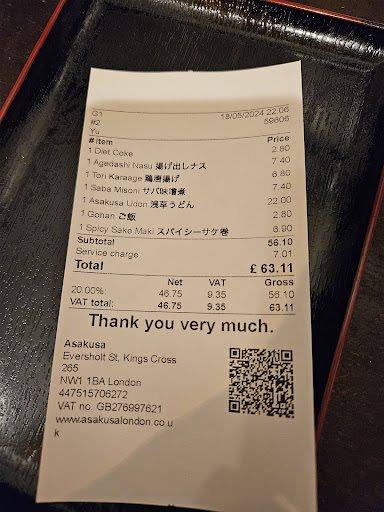 G1 18/05/2024 22:06
#2 59606
Yu
# Item Price
1 Diet Coke 2.80
1 Agedashi Nasu 揚げ出しナス 7.40
1 Tori Karaage 鶏唐揚げ 6.80
1 Saba Misoni サバ味噌煮 7.40
1 Asakusa Udon 浅草うどん 22.00
1 Gohan ご飯 2.80
1 Spicy Sake Maki スパイシーサケ巻 6.90
Subtotal 56.10
Service charge 7.01
Total £ 63.11
Net VAT Gross
20.00%: 46.75 9.35 56.10
VAT total: 46.75 9.35 63.11
Thank you very much.
Asakusa
Eversholt St, Kings Cross
265
NW1 1BA London
447515706272
VAT no. GB276997621
www.asakusalondon.co.u
k